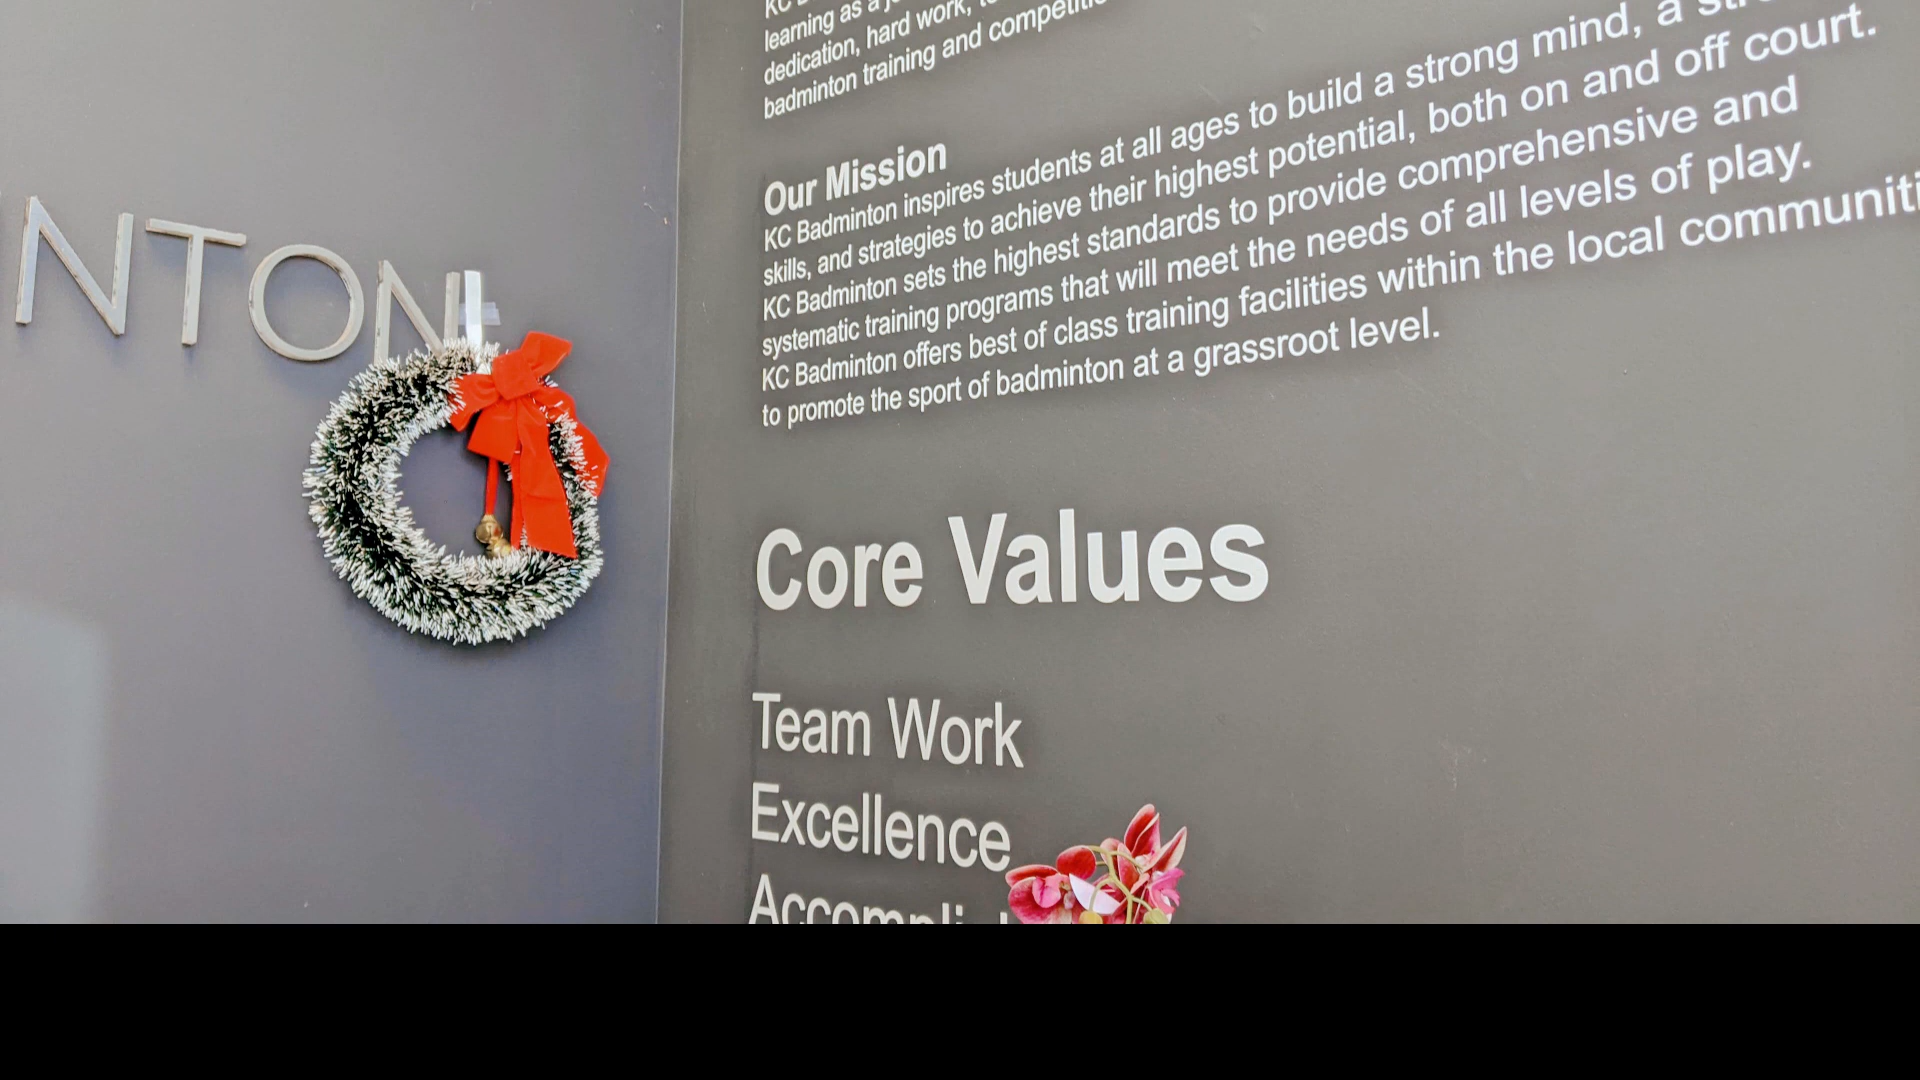 NTON
KC
learning as a
dedication, hard work,
badminton training and
Our Mission
KC Badminton inspires students at all ages to build a strong mind, a
skills, and strategies to achieve their highest potential, both on and off court.
KC Badminton sets the highest standards to provide comprehensive and
systematic training programs that will meet the needs of all levels of play.
KC Badminton offers best of class training facilities within the local
to promote the sport of badminton at a grassroot level.
Core Values
Team Work
Excellence